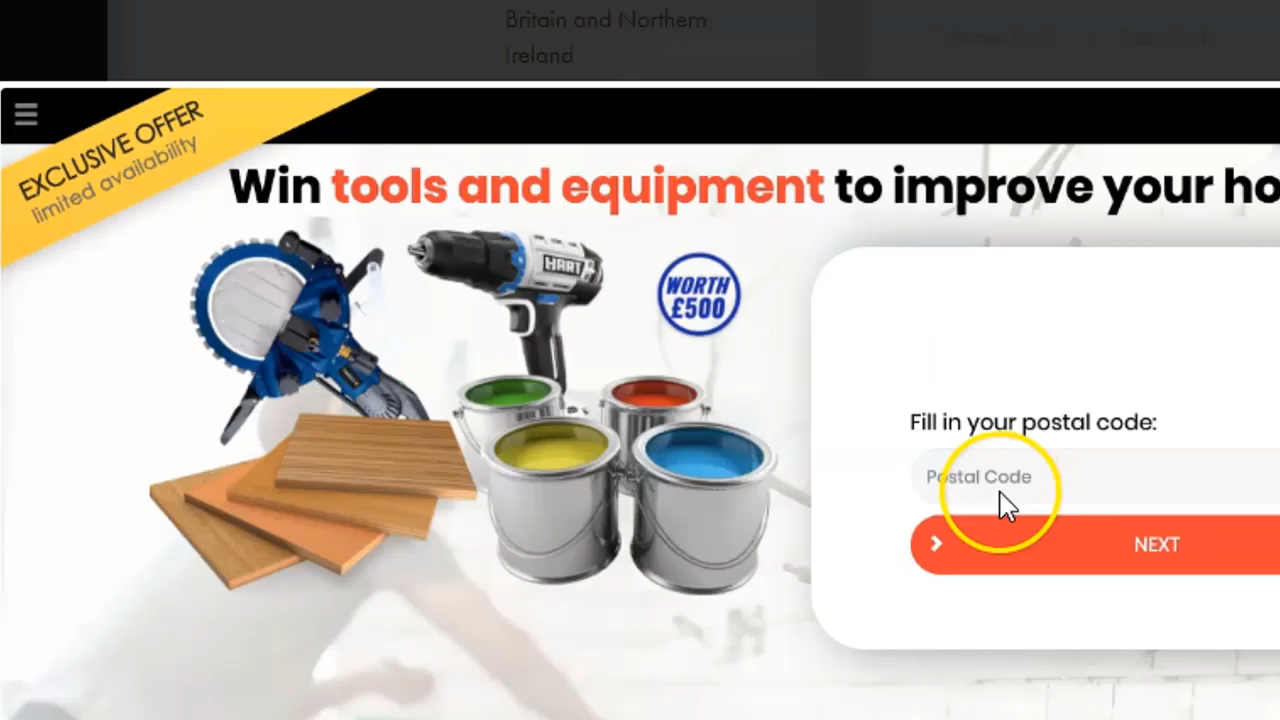 Britain and Northern
Ireland
EXCLUSIVE OFFER
limited availability
Win tools and equipment to improve your ho
HART
WORTH
£500
Fill in your postal code:
Postal Code
NEXT